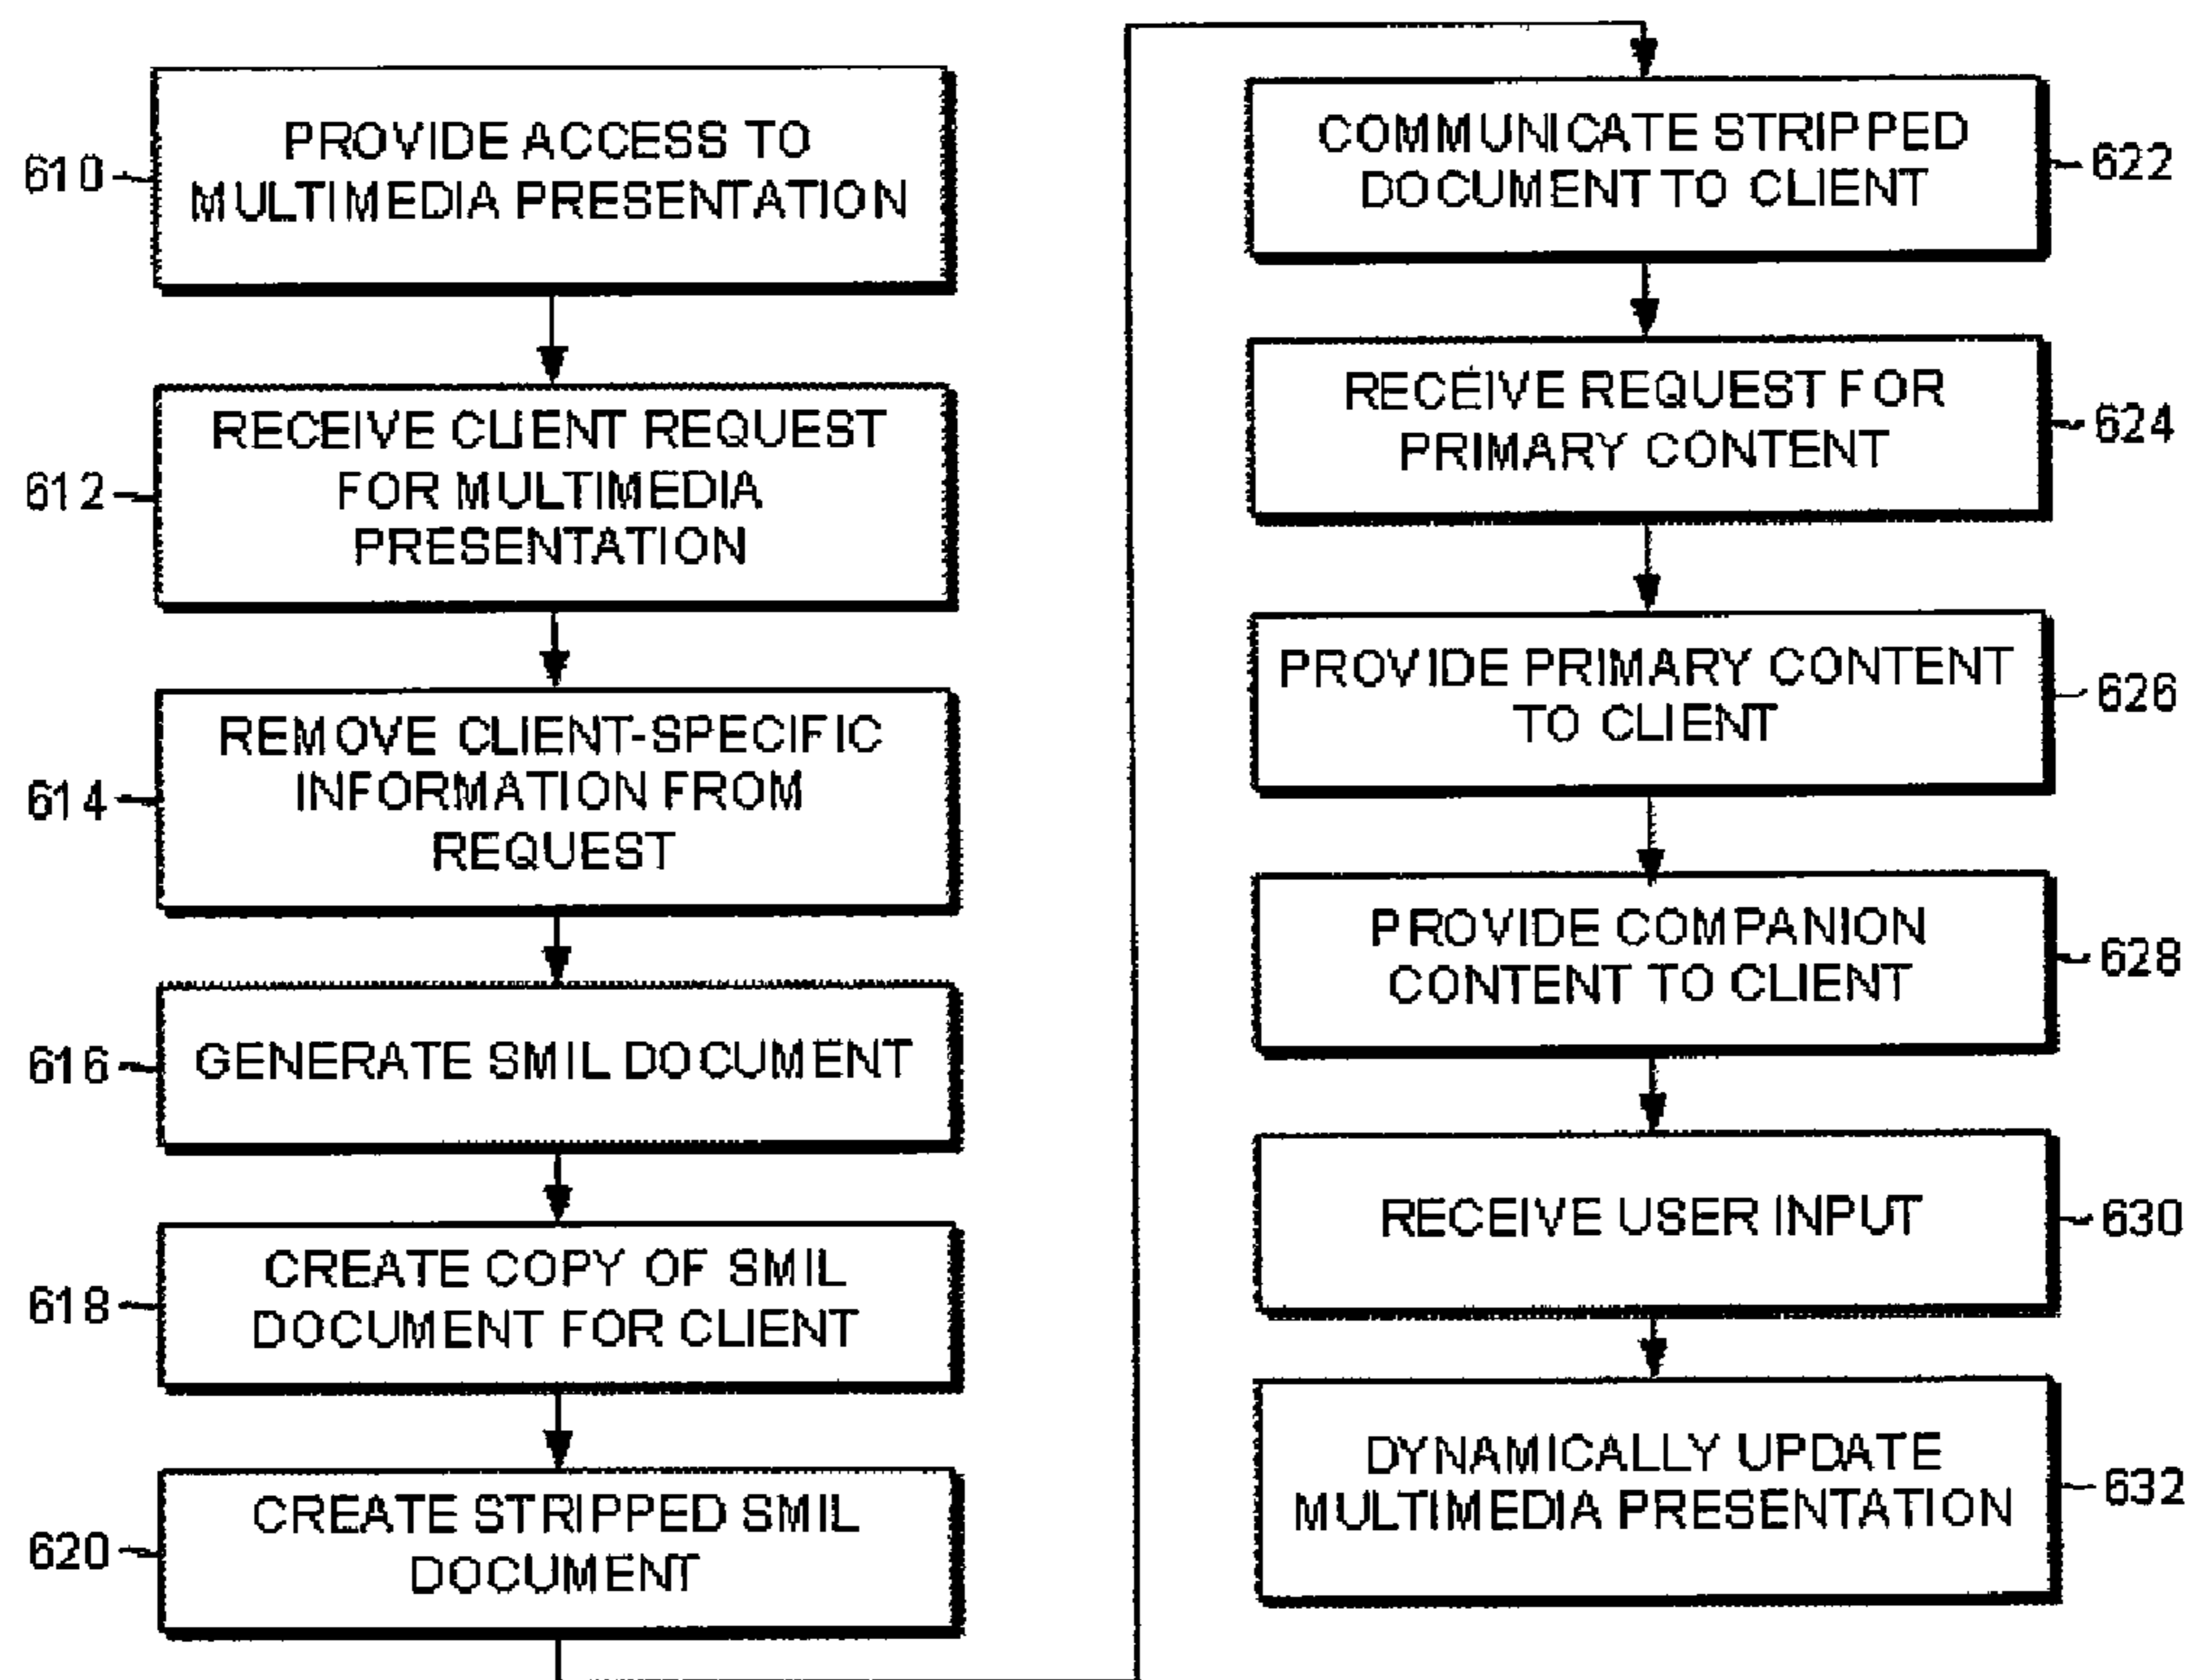 610
PROVIDE ACCESS TO
MULTIMEDIA PRESENTATION
612
RECEIVE CLIENT REQUEST
FOR MULTIMEDIA
PRESENTATION
614
REMOVE CLIENT-SPECIFIC
INFORMATION FROM
REQUEST
616
GENERATE SMIL DOCUMENT
618
CREATE COPY OF SMIL
DOCUMENT FOR CLIENT
620
CREATE STRIPPED SMIL
DOCUMENT
COMMUNICATE STRIPPED
DOCUMENT TO CLIENT
622
RECEIVE REQUEST FOR
PRIMARY CONTENT
624
PROVIDE PRIMARY CONTENT
TO CLIENT
626
PROVIDE COMPANION
CONTENT TO CLIENT
628
RECEIVE USER INPUT
630
DYNAMICALLY UPDATE
MULTIMEDIA PRESENTATION
632